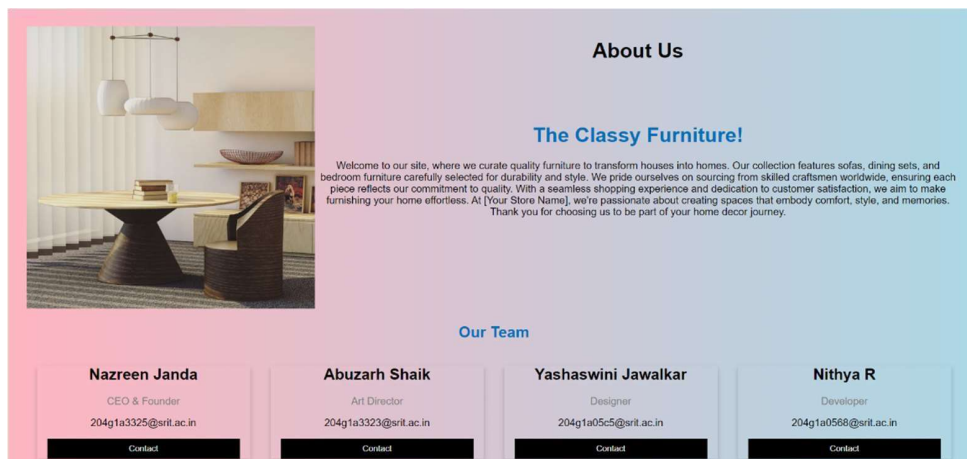 About Us
The Classy Furniture!
Welcome to our site, where we curate quality furniture to transform houses into homes. Our collection features sofas, dining sets, and
bedroom furniture carefully selected for durability and style. We pride ourselves on sourcing from skilled craftsmen worldwide, ensuring each
piece reflects our commitment to quality. With a seamless shopping experience and dedication to customer satisfaction, we aim to make
furnishing your home effortless. At [Your Store Name], we're passionate about creating spaces that embody comfort, style, and memories.
Thank you for choosing us to be part of your home decor journey.
Our Team
Nazreen Janda
CEO & Founder
204g1a3325@srit.ac.in
Contact
Abuzarh Shaik
Art Director
204g1a3323@srit.ac.in
Contact
Yashaswini Jawalkar
Designer
204g1a05c5@srit.ac.in
Contact
Nithya R
Developer
204g1a0568@srit.ac.in
Contact